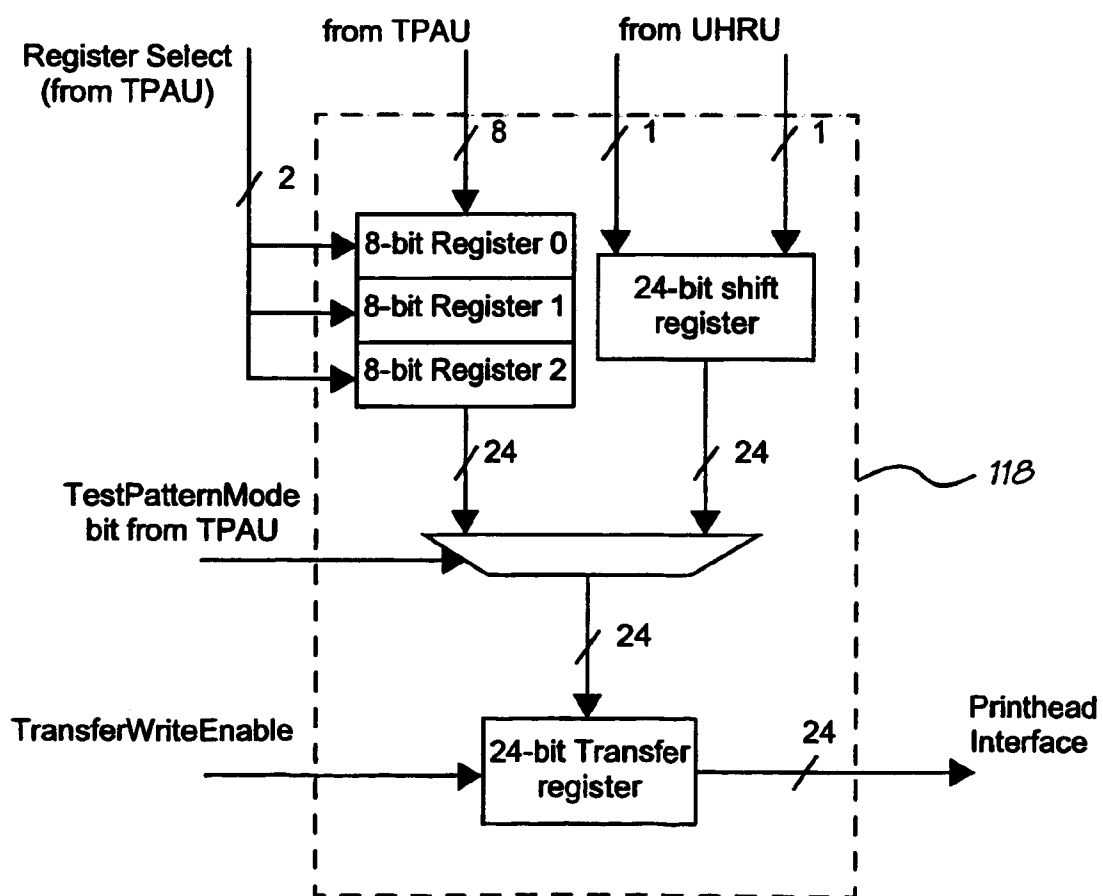 from TPAU
from UHRU
Register Select
(from TPAU)
8
1
1
2
8-bit Register 0
8-bit Register 1
8-bit Register 2
24-bit shift
register
24
24
118
TestPatternMode
bit from TPAU
24
TransferWriteEnable
24-bit Transfer
register
24
Printhead
Interface